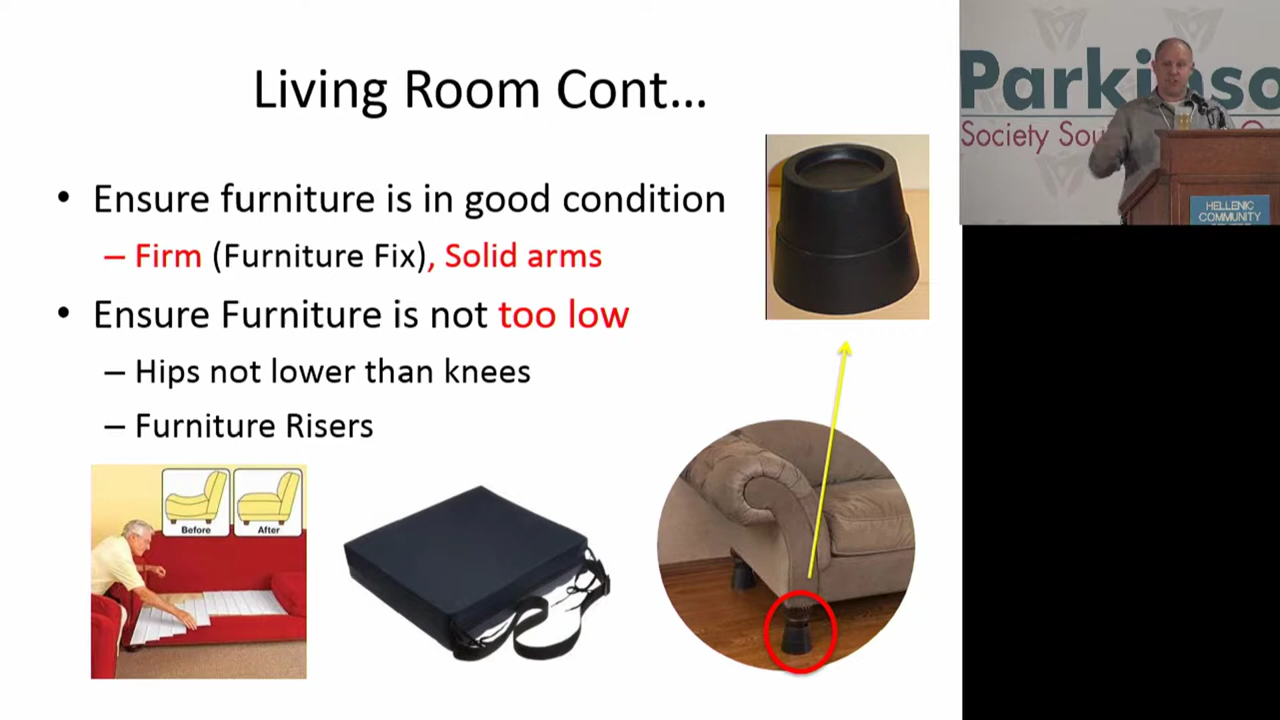 Living Room Cont...
• Ensure furniture is in good condition
– Firm (Furniture Fix), Solid arms
• Ensure Furniture is not too low
– Hips not lower than knees
– Furniture Risers
Before
After
Parkinso
Society Sou
HELLENIC
COMMUNITY